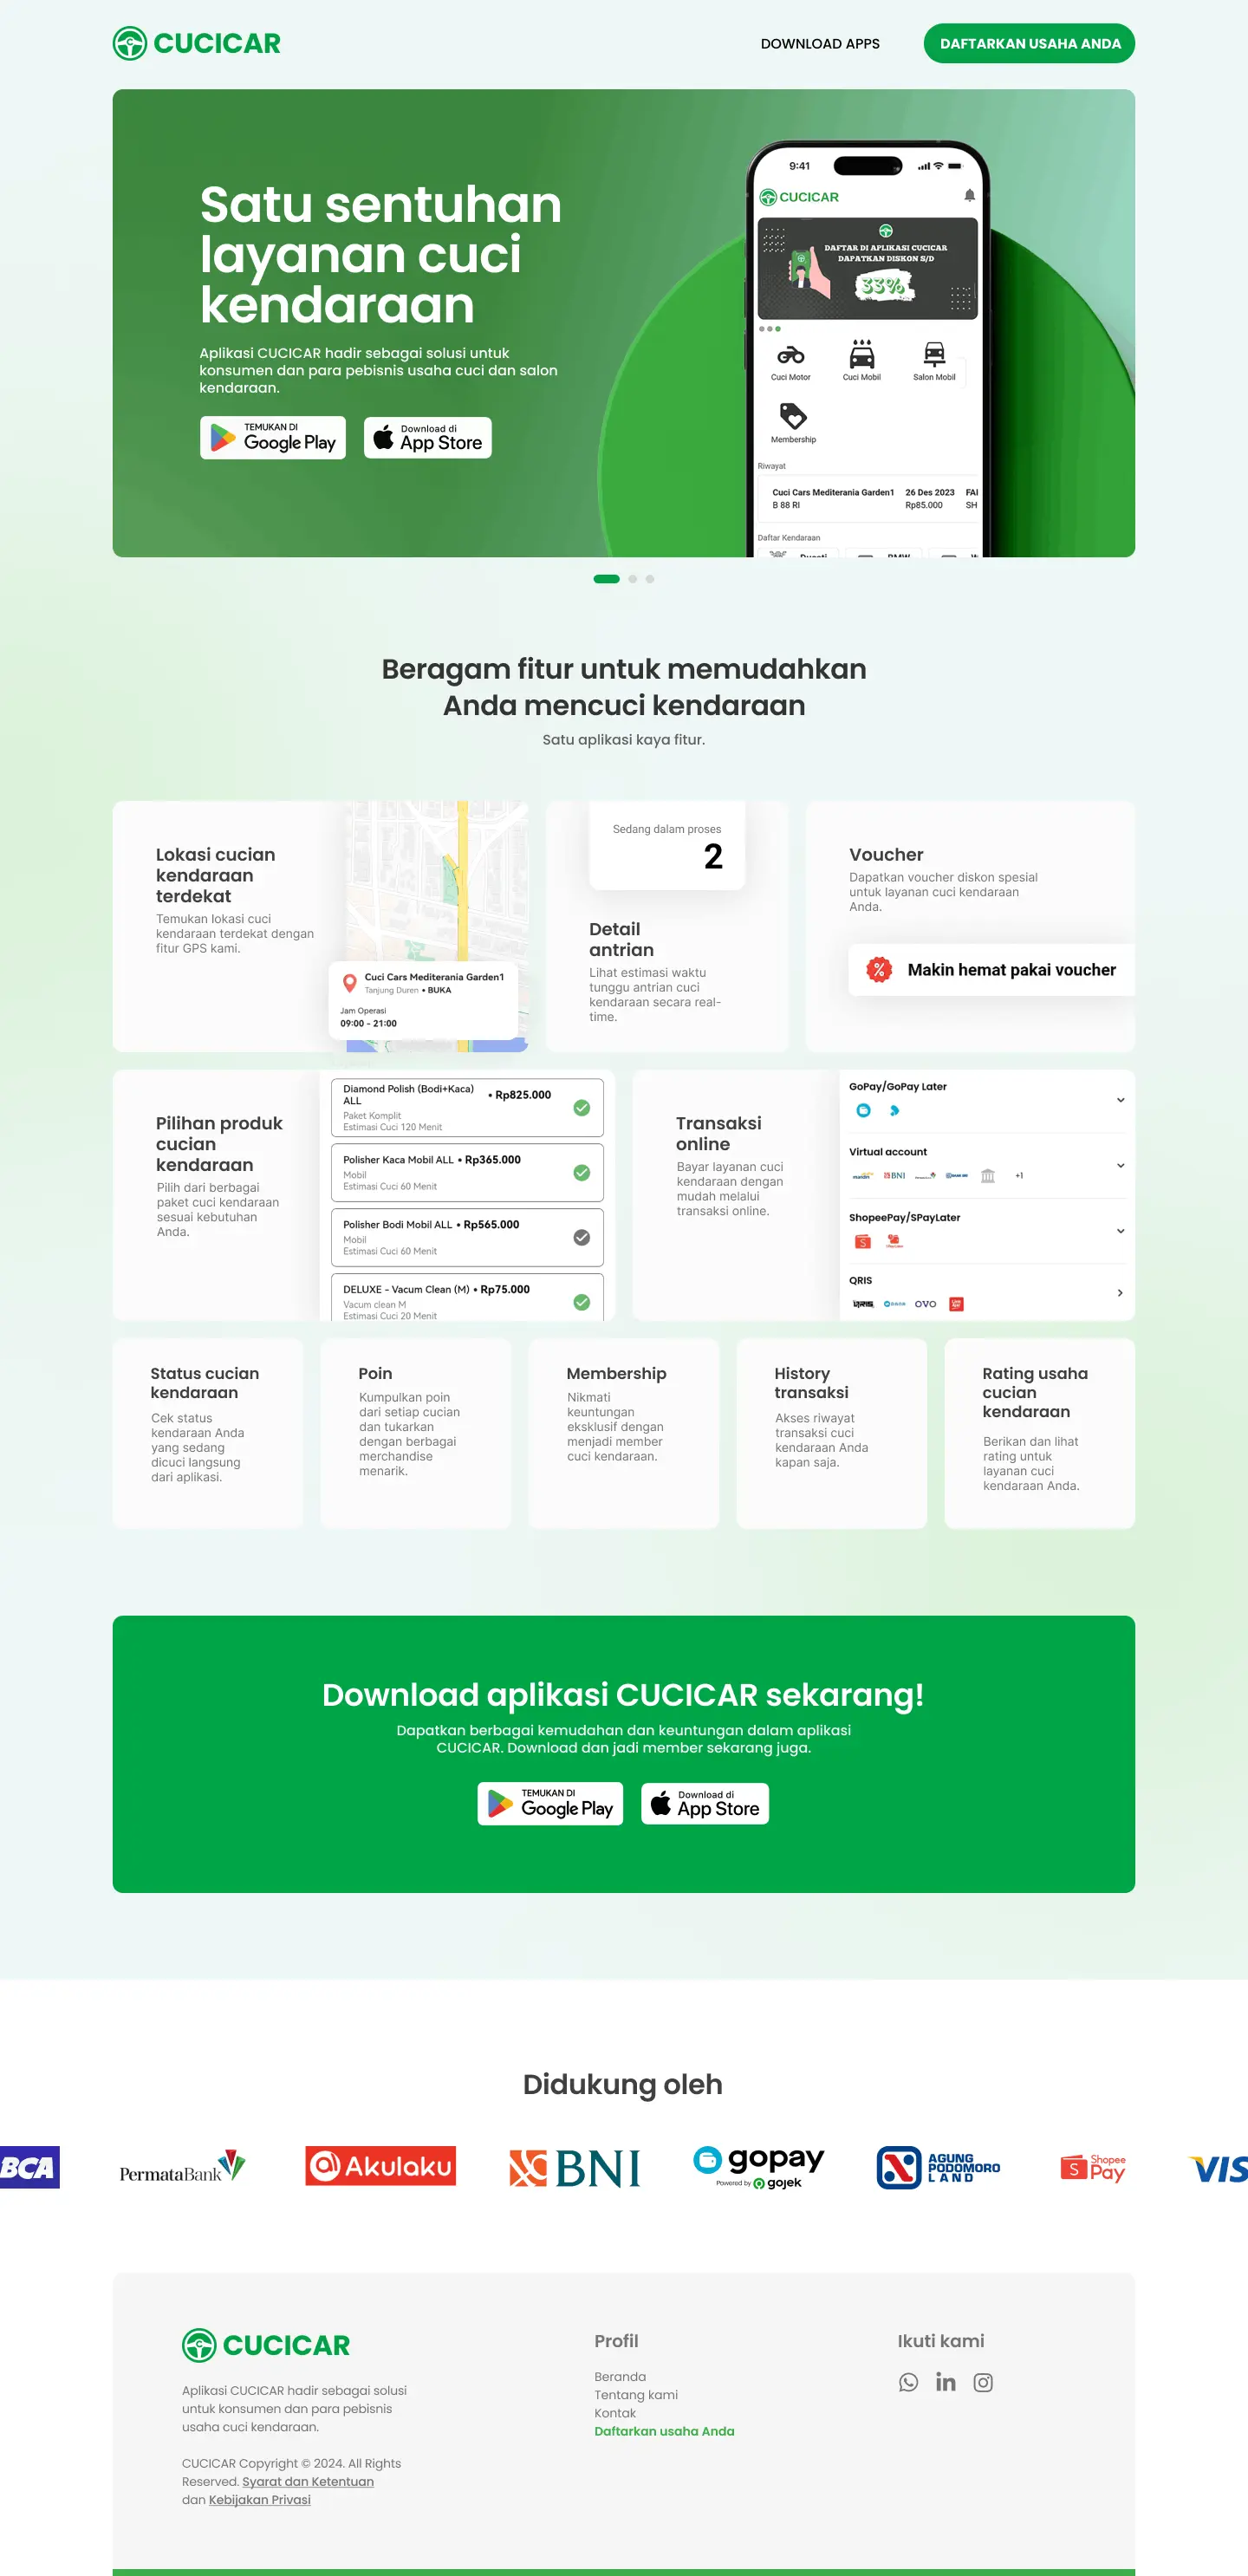 CUCICAR
DOWNLOAD APPS
DAFTARKAN USAHA ANDA
Satu sentuhan
layanan cuci
kendaraan
Aplikasi CUCICAR hadir sebagai solusi untuk
konsumen dan para pebisnis usaha cuci dan salon
kendaraan.
TEMUKAN DI
Google Play
Download di
App Store
9:41
CUCICAR
DAFTAR DI APLIKASI CUCICAR
DAPATKAN DISKON S/D
33%
Cuci Motor
Cuci Mobil
Salon Mobil
Membership
Riwayat
Cuci Cars Mediterania Garden1 26 Des 2023 FAI
B 88 RI Rp85.000 SH
Daftar Kendaraan
Beragam fitur untuk memudahkan
Anda mencuci kendaraan
Satu aplikasi kaya fitur.
Lokasi cucian
kendaraan
terdekat
Temukan lokasi cuci
kendaraan terdekat dengan
fitur GPS kami.
Cuci Cars Mediterania Garden1
Tanjung Duren • BUKA
Jam Operasi
09:00 - 21:00
Sedang dalam proses
2
Detail
antrian
Lihat estimasi waktu
tunggu antrian cuci
kendaraan secara real-
time.
Voucher
Dapatkan voucher diskon spesial
untuk layanan cuci kendaraan
Anda.
Makin hemat pakai voucher
Pilihan produk
cucian
kendaraan
Pilih dari berbagai
paket cuci kendaraan
sesuai kebutuhan
Anda.
Diamond Polish (Bodi+Kaca)
ALL
• Rp825.000
Paket Komplit
Estimasi Cuci 120 Menit
Polisher Kaca Mobil ALL • Rp365.000
Mobil
Estimasi Cuci 60 Menit
Polisher Bodi Mobil ALL • Rp565.000
Mobil
Estimasi Cuci 60 Menit
DELUXE - Vacum Clean (M) • Rp75.000
Vacum clean M
Estimasi Cuci 20 Menit
Transaksi
online
Bayar layanan cuci
kendaraan dengan
mudah melalui
transaksi online.
GoPay/GoPay Later
Virtual account
BNI
+1
ShopeePay/SPayLater
QRIS
OVO
Status cucian
kendaraan
Cek status
kendaraan Anda
yang sedang
dicuci langsung
dari aplikasi.
Poin
Kumpulkan poin
dari setiap cucian
dan tukarkan
dengan berbagai
merchandise
menarik.
Membership
Nikmati
keuntungan
eksklusif dengan
menjadi member
cuci kendaraan.
History
transaksi
Akses riwayat
transaksi cuci
kendaraan Anda
kapan saja.
Rating usaha
cucian
kendaraan
Berikan dan lihat
rating untuk
layanan cuci
kendaraan Anda.
Download aplikasi CUCICAR sekarang!
Dapatkan berbagai kemudahan dan keuntungan dalam aplikasi
CUCICAR. Download dan jadi member sekarang juga.
TEMUKAN DI
Google Play
Download di
App Store
Didukung oleh
BCA
PermataBank
Akulaku
BNI
gopay
Powered by gojek
AGUNG
PODOMORO
LAND
Shopee
Pay
VIS
CUCICAR
Aplikasi CUCICAR hadir sebagai solusi
untuk konsumen dan para pebisnis
usaha cuci kendaraan.
CUCICAR Copyright © 2024. All Rights
Reserved. Syarat dan Ketentuan
dan Kebijakan Privasi
Profil
Beranda
Tentang kami
Kontak
Daftarkan usaha Anda
Ikuti kami